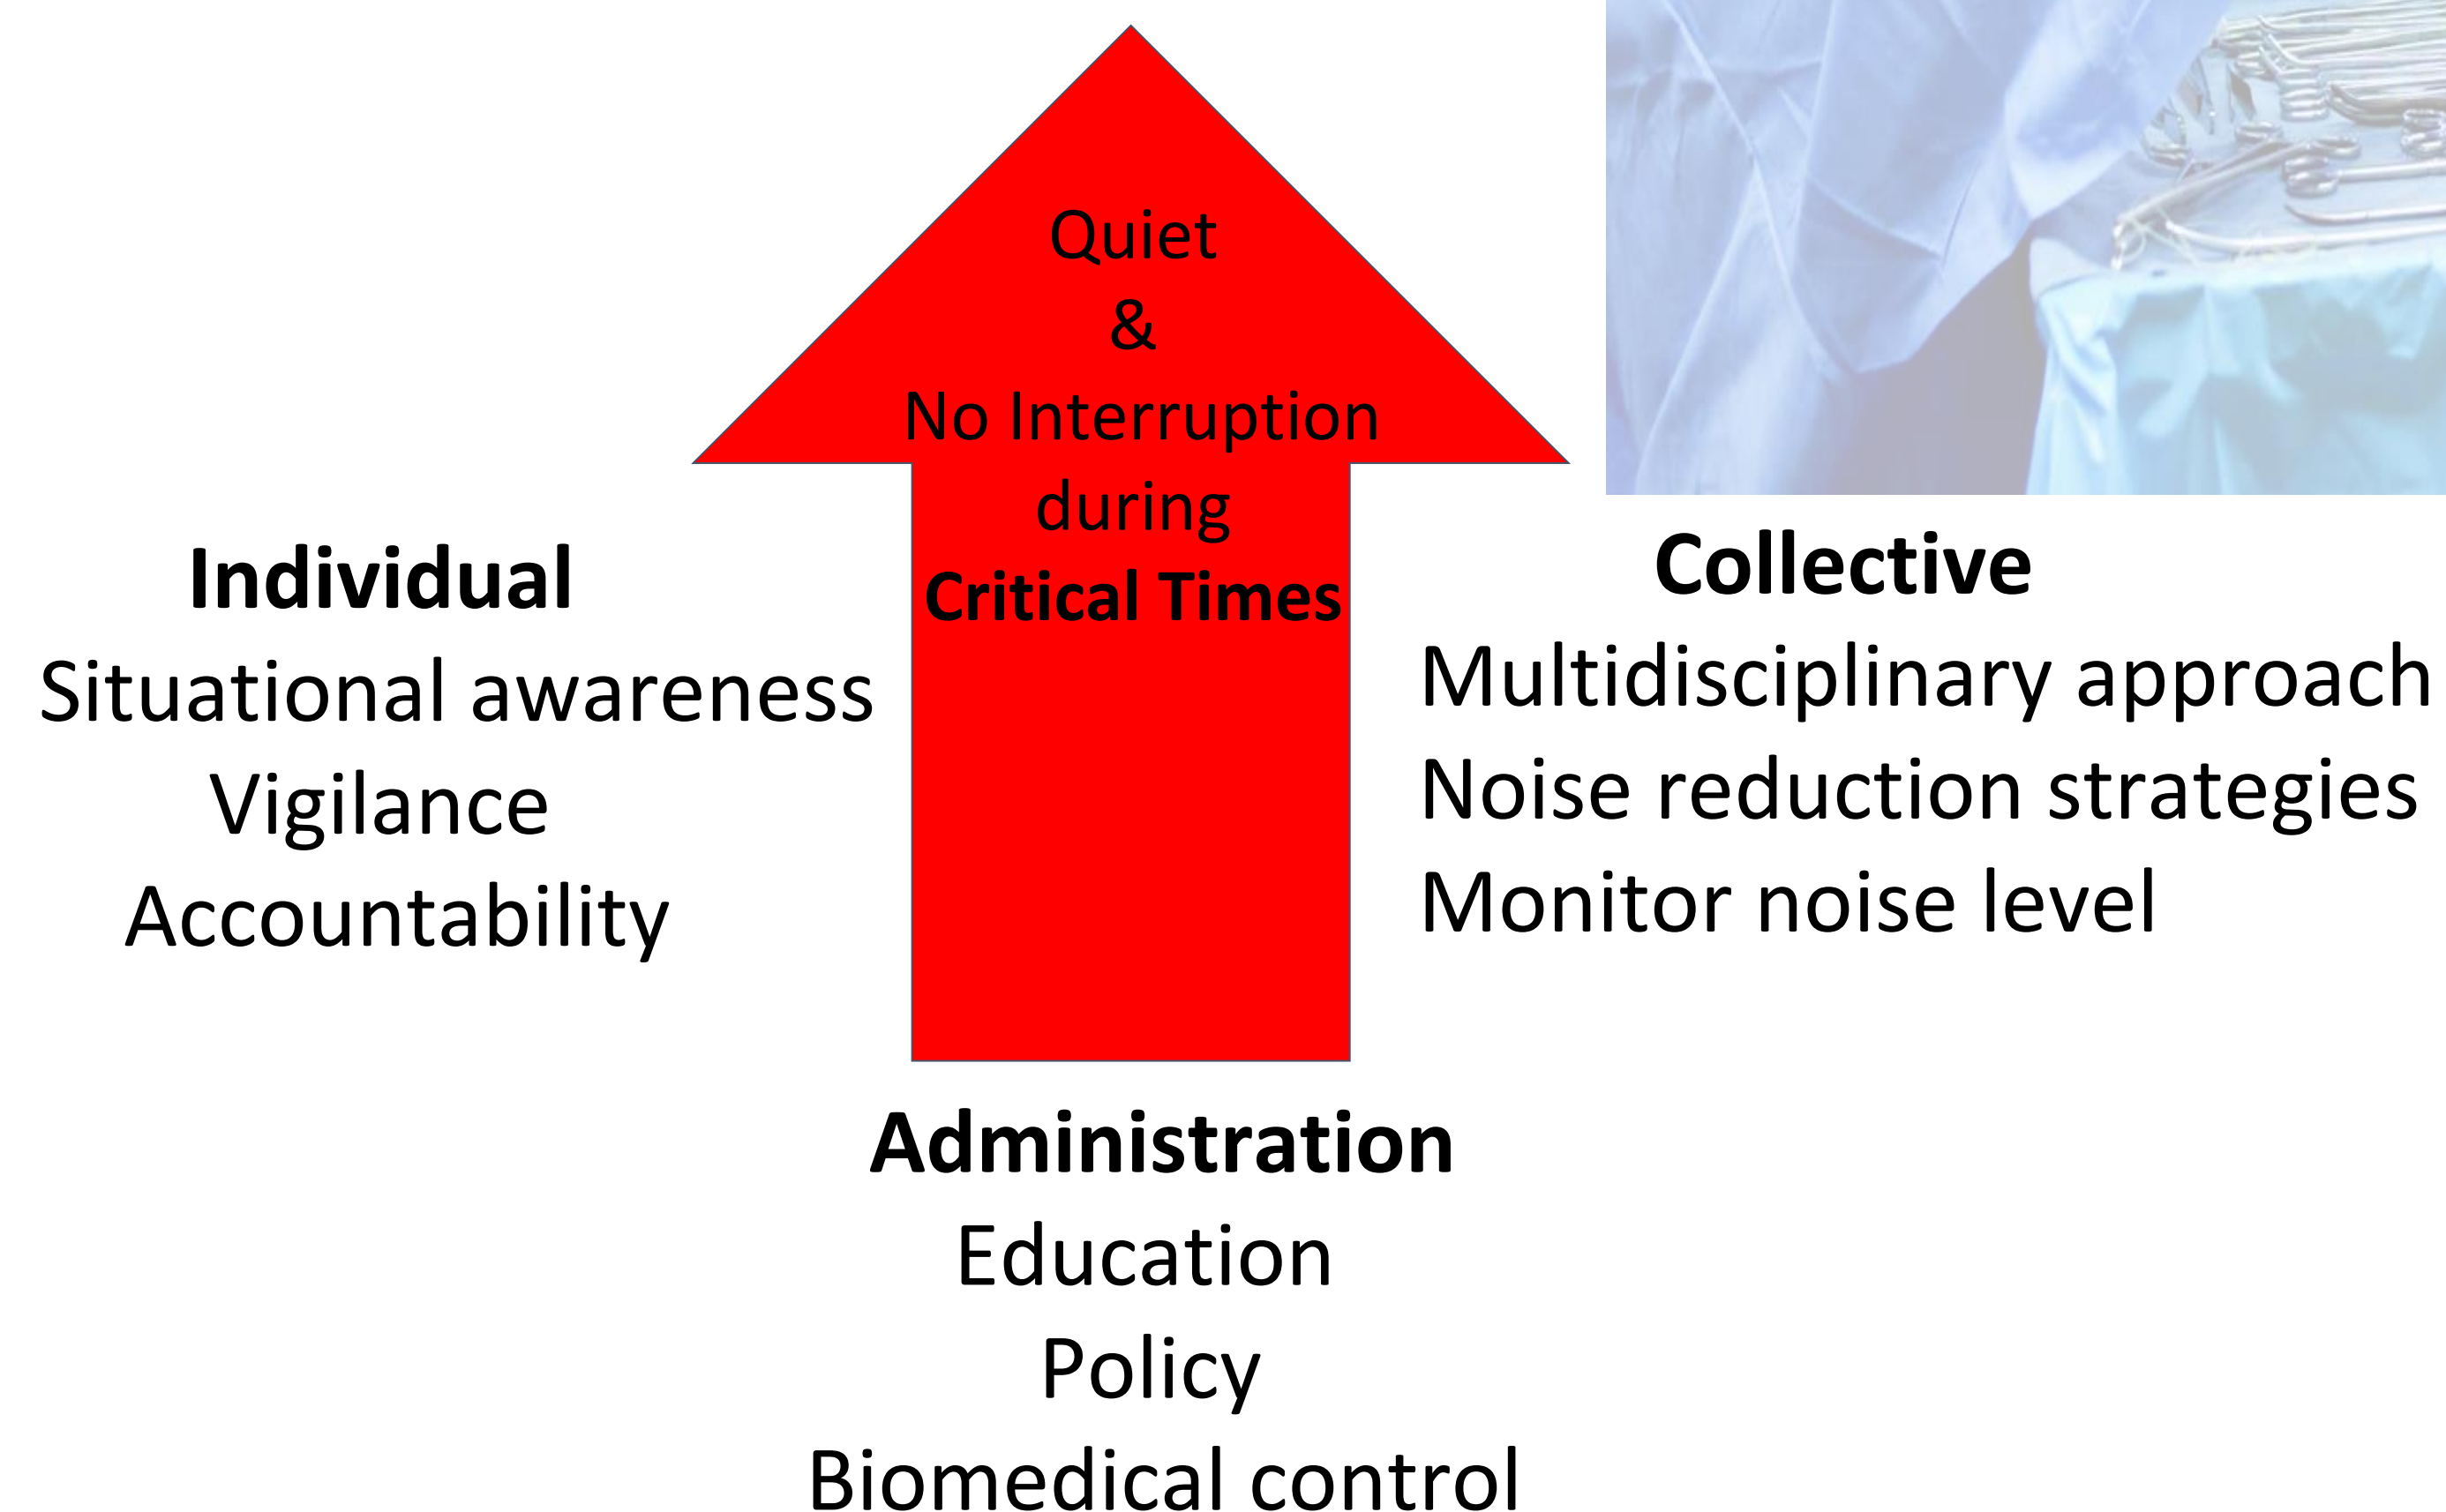 Quiet
&
No Interruption
during
Critical Times
Individual
Situational awareness
Vigilance
Accountability
Collective
Multidisciplinary approach
Noise reduction strategies
Monitor noise level
Administration
Education
Policy
Biomedical control